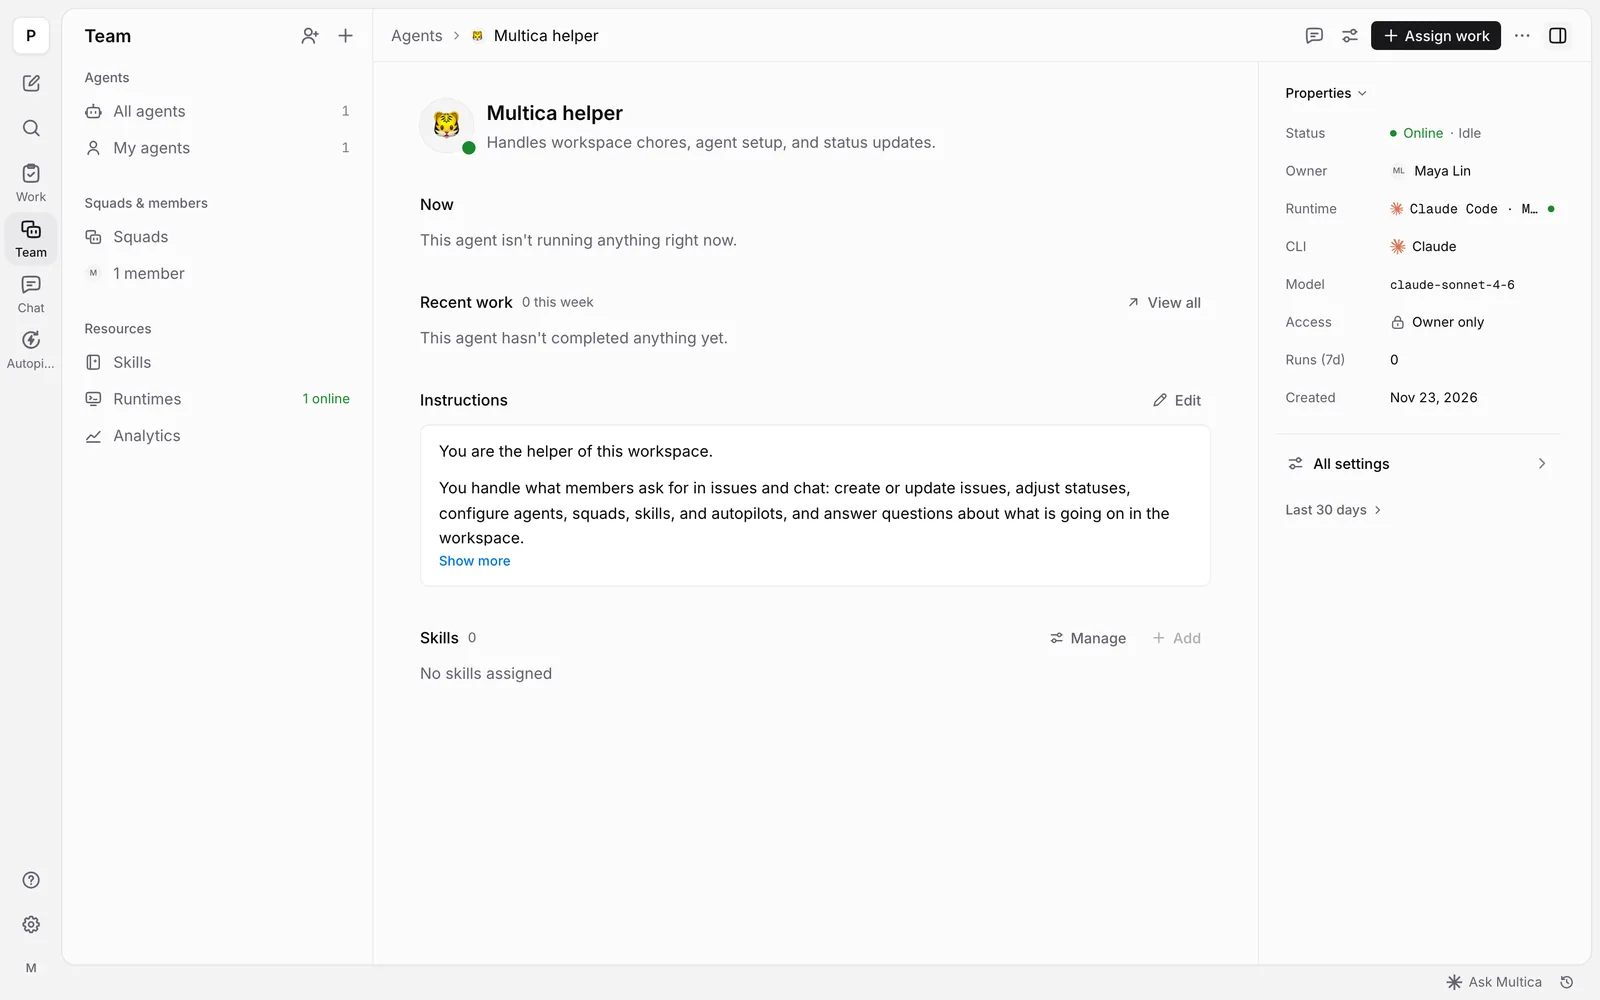 P
Work
Team
Chat
Autopi...
M
Team
Agents
All agents 1
My agents 1
Squads & members
Squads
M 1 member
Resources
Skills
Runtimes 1 online
Analytics
Agents > Multica helper
+ Assign work
Multica helper
Handles workspace chores, agent setup, and status updates.
Now
This agent isn't running anything right now.
Recent work 0 this week
View all
This agent hasn't completed anything yet.
Instructions
Edit
You are the helper of this workspace.
You handle what members ask for in issues and chat: create or update issues, adjust statuses,
configure agents, squads, skills, and autopilots, and answer questions about what is going on in the
workspace.
Show more
Skills 0
Manage
+ Add
No skills assigned
Properties
Status Online · Idle
Owner ML Maya Lin
Runtime Claude Code · M...
CLI Claude
Model claude-sonnet-4-6
Access Owner only
Runs (7d) 0
Created Nov 23, 2026
All settings
Last 30 days >
Ask Multica